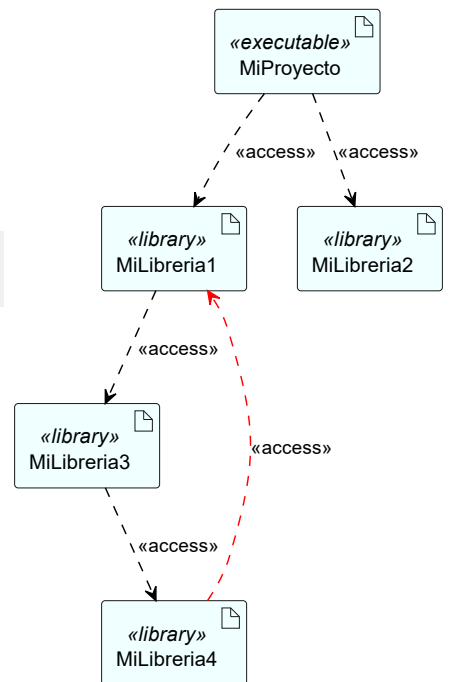 «executable»
MiProyecto
«access»
«access»
«library»
MiLibreria1
«library»
MiLibreria2
«access»
«library»
MiLibreria3
«access»
«access»
«library»
MiLibreria4